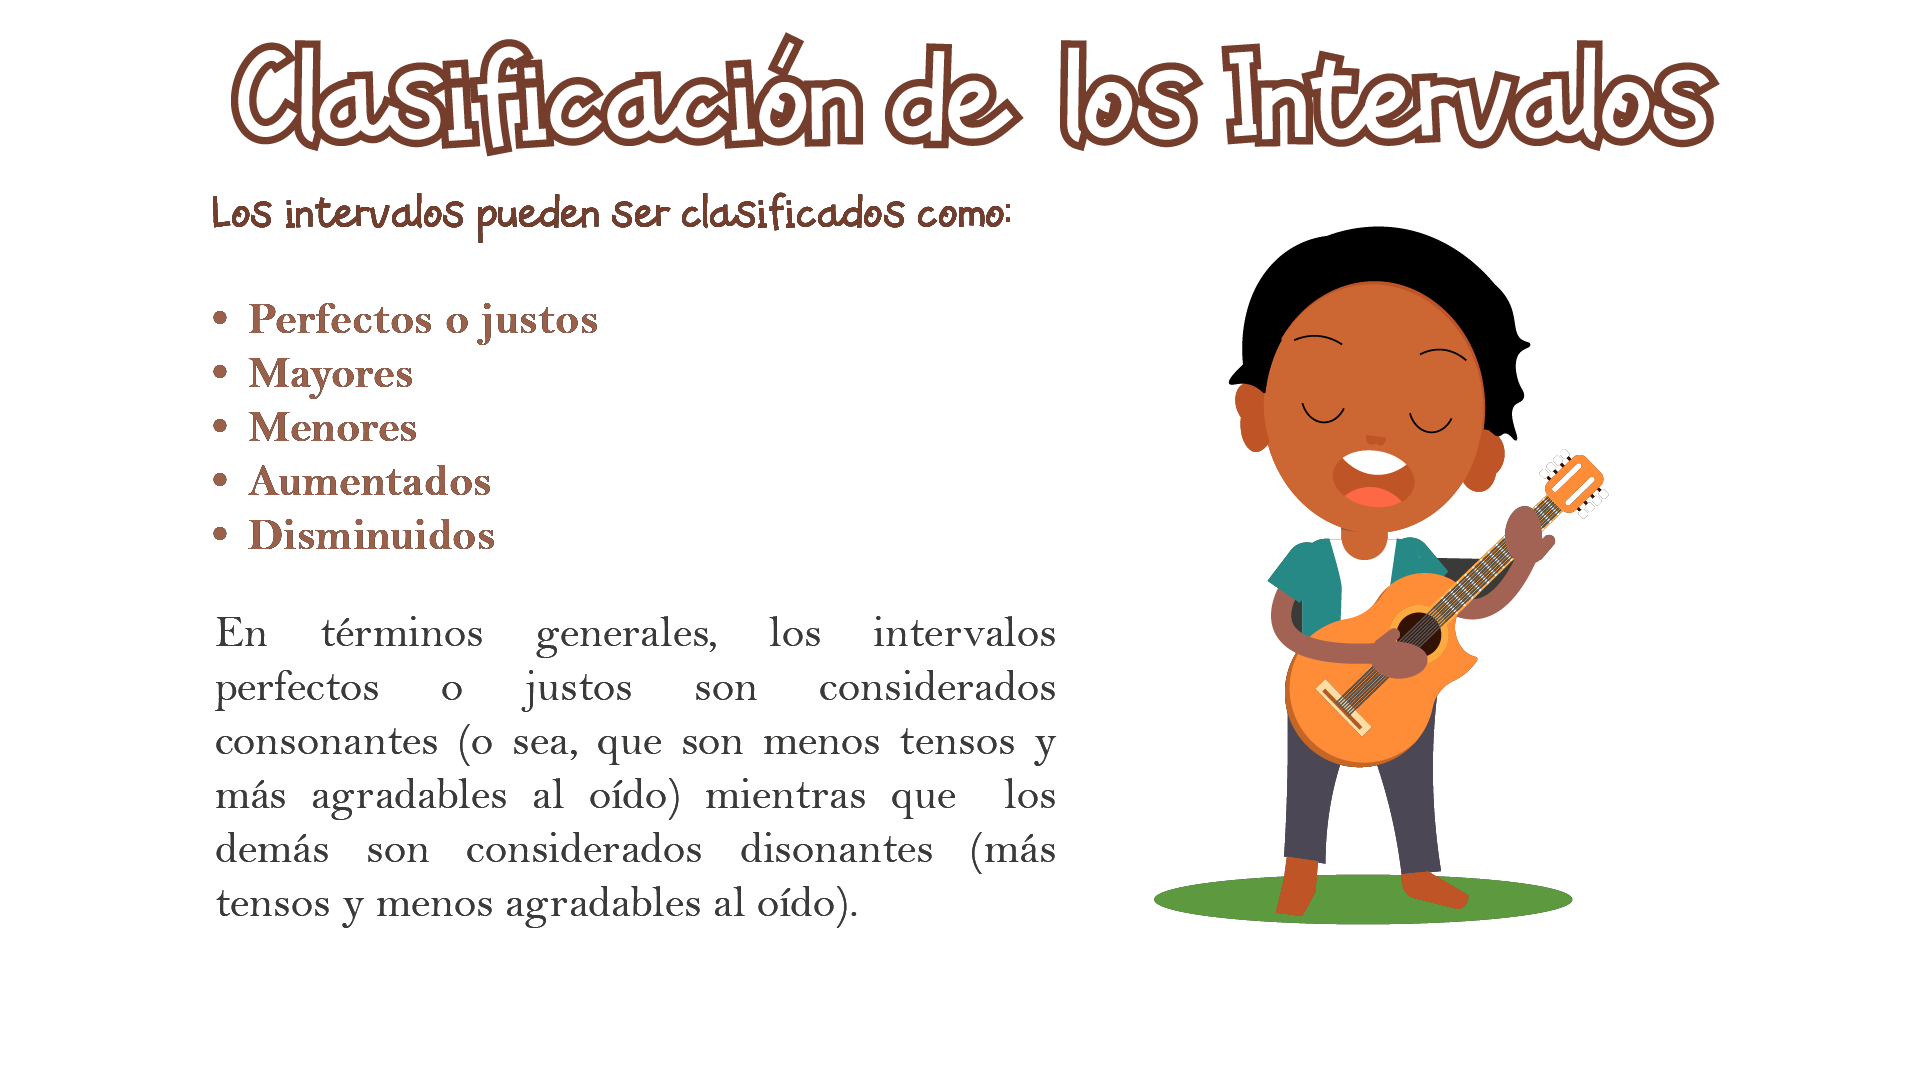 Clasificación de los Intervalos
Los intervalos pueden ser clasificados como:
• Perfectos o justos
• Mayores
• Menores
• Aumentados
• Disminuidos
En términos generales, los intervalos
perfectos o justos son considerados
consonantes (o sea, que son menos tensos y
más agradables al oído) mientras que los
demás son considerados disonantes (más
tensos y menos agradables al oído).